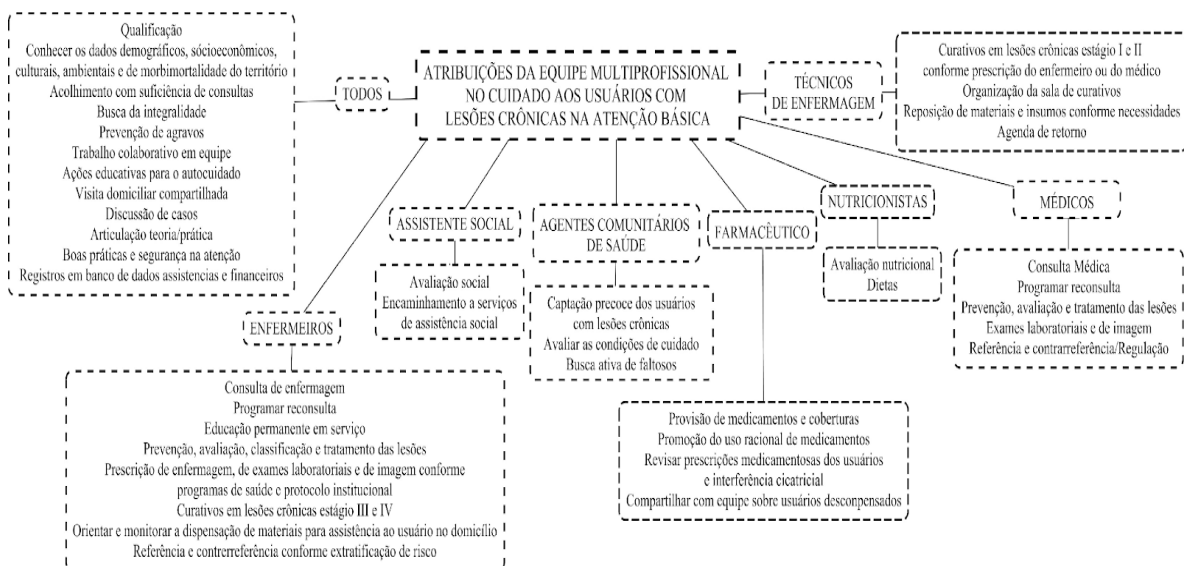 Qualificação
Conhecer os dados demográficos, sócioeconômicos,
culturais, ambientais e de morbimortalidade do território
Acolhimento com suficiência de consultas
Busca da integralidade
Prevenção de agravos
Trabalho colaborativo em equipe
Ações educativas para o autocuidado
Visita domiciliar compartilhada
Discussão de casos
Articulação teoria/prática
Boas práticas e segurança na atenção
Registros em banco de dados assistencias e financeiros
TODOS
ATRIBUIÇÕES DA EQUIPE MULTIPROFISSIONAL
NO CUIDADO AOS USUÁRIOS COM
LESÕES CRÔNICAS NA ATENÇÃO BÁSICA
TÉCNICOS
DE ENFERMAGEM
Curativos em lesões crônicas estágio I e II
conforme prescrição do enfermeiro ou do médico
Organização da sala de curativos
Reposição de materiais e insumos conforme necessidades
Agenda de retorno
ENFERMEIROS
Consulta de enfermagem
Programar reconsulta
Educação permanente em serviço
Prevenção, avaliação, classificação e tratamento das lesões
Prescrição de enfermagem, de exames laboratoriais e de imagem conforme
programas de saúde e protocolo institucional
Curativos em lesões crônicas estágio III e IV
Orientar e monitorar a dispensação de materiais para assistência ao usuário no domicílio
Referência e contrerreferência conforme extratificação de risco
ASSISTENTE SOCIAL
Avaliação social
Encaminhamento a serviços
de assistência social
AGENTES COMUNITÁRIOS
DE SAÚDE
Captação precoce dos usuários
com lesões crônicas
Avaliar as condições de cuidado
Busca ativa de faltosos
FARMACÊUTICO
Provisão de medicamentos e coberturas
Promoção do uso racional de medicamentos
Revisar prescrições medicamentosas dos usuários
e interferência cicatricial
Compartilhar com equipe sobre usuários desconpensados
NUTRICIONISTAS
Avaliação nutricional
Dietas
MÉDICOS
Consulta Médica
Programar reconsulta
Prevenção, avaliação e tratamento das lesões
Exames laboratoriais e de imagem
Referência e contrarreferência/Regulação